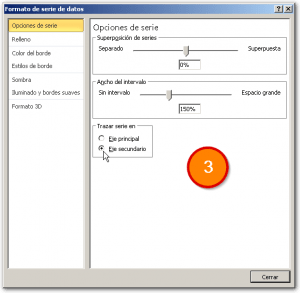 Formato de serie de datos
Opciones de serie
Relleno
Color del borde
Estilos de borde
Sombra
Iluminado y bordes suaves
Formato 3D
Opciones de serie
Superposición de series
Separado Superpuesta
0%
Ancho del intervalo
Sin intervalo Espacio grande
150%
Trazar serie en
Eje principal
Eje secundario
3
Cerrar